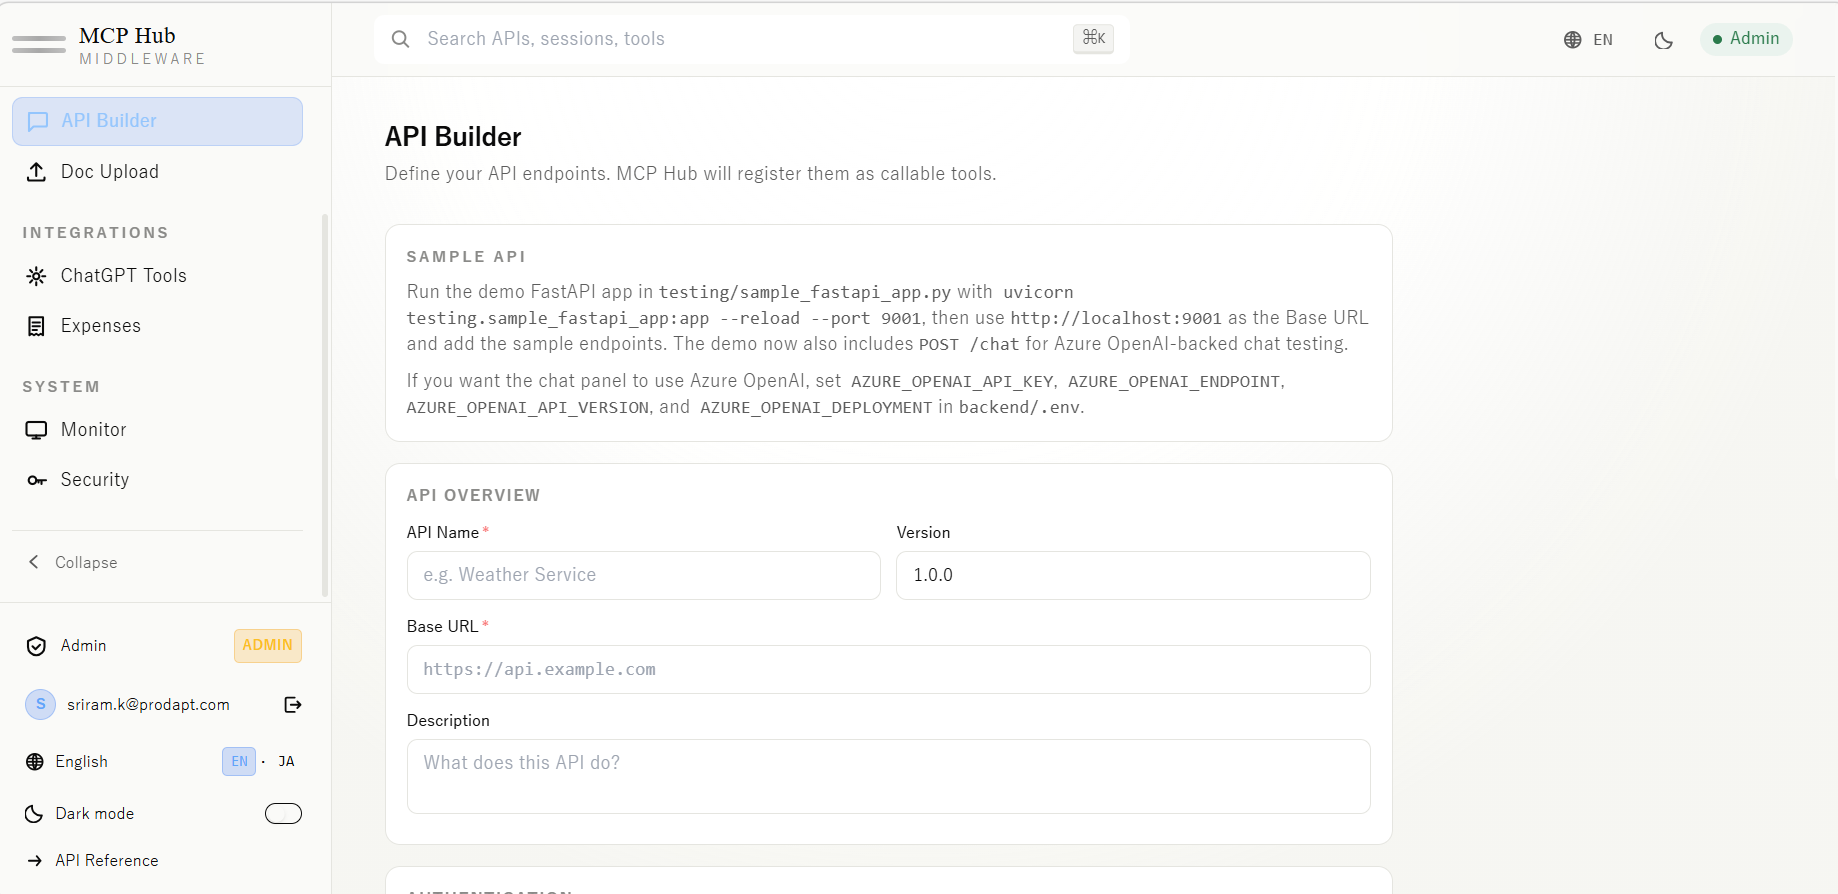 MCP Hub
MIDDLEWARE
Search APIs, sessions, tools
⌘K
EN
Admin
API Builder
Doc Upload
INTEGRATIONS
ChatGPT Tools
Expenses
SYSTEM
Monitor
Security
Collapse
Admin
ADMIN
S
sriram.k@prodapt.com
English
EN · JA
Dark mode
API Reference
API Builder
Define your API endpoints. MCP Hub will register them as callable tools.
SAMPLE API
Run the demo FastAPI app in testing/sample_fastapi_app.py with uvicorn
testing.sample_fastapi_app:app --reload --port 9001, then use http://localhost:9001 as the Base URL
and add the sample endpoints. The demo now also includes POST /chat for Azure OpenAI-backed chat testing.
If you want the chat panel to use Azure OpenAI, set AZURE_OPENAI_API_KEY, AZURE_OPENAI_ENDPOINT,
AZURE_OPENAI_API_VERSION, and AZURE_OPENAI_DEPLOYMENT in backend/.env.
API OVERVIEW
API Name *
e.g. Weather Service
Version
1.0.0
Base URL *
https://api.example.com
Description
What does this API do?
AUTHENTICATION